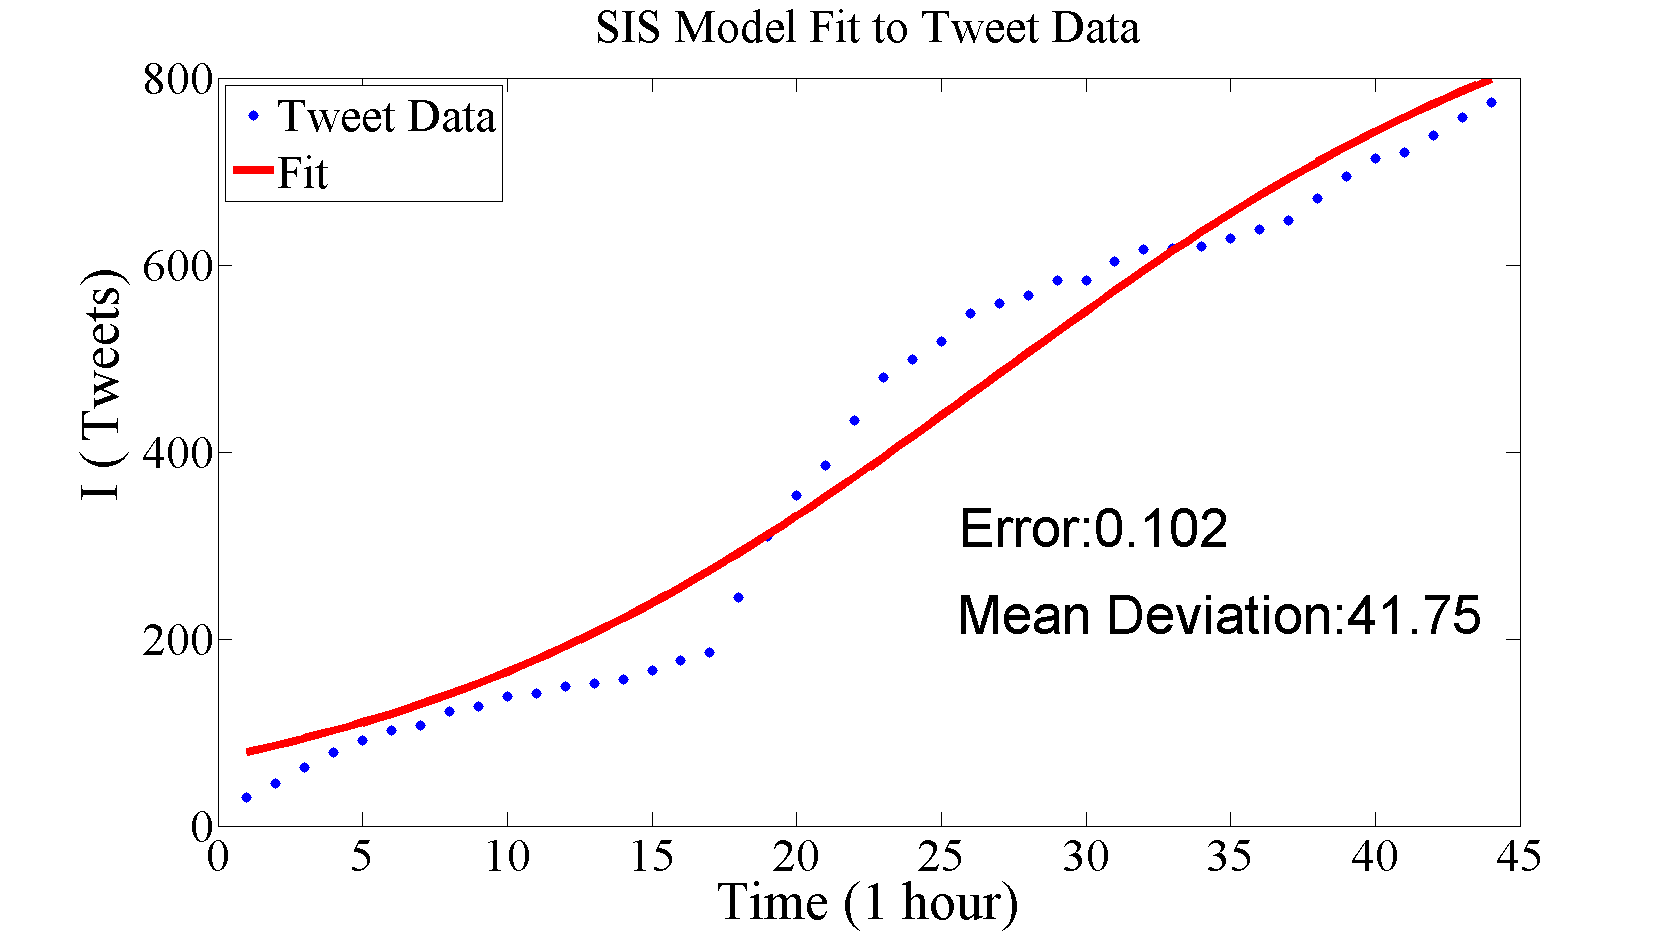 SIS Model Fit to Tweet Data
800
600
400
200
0
I ( Tweets)
Tweet Data
Fit
Error:0.102
Mean Deviation:41.75
0 5 10 15 20 25 30 35 40 45
Time (1 hour)